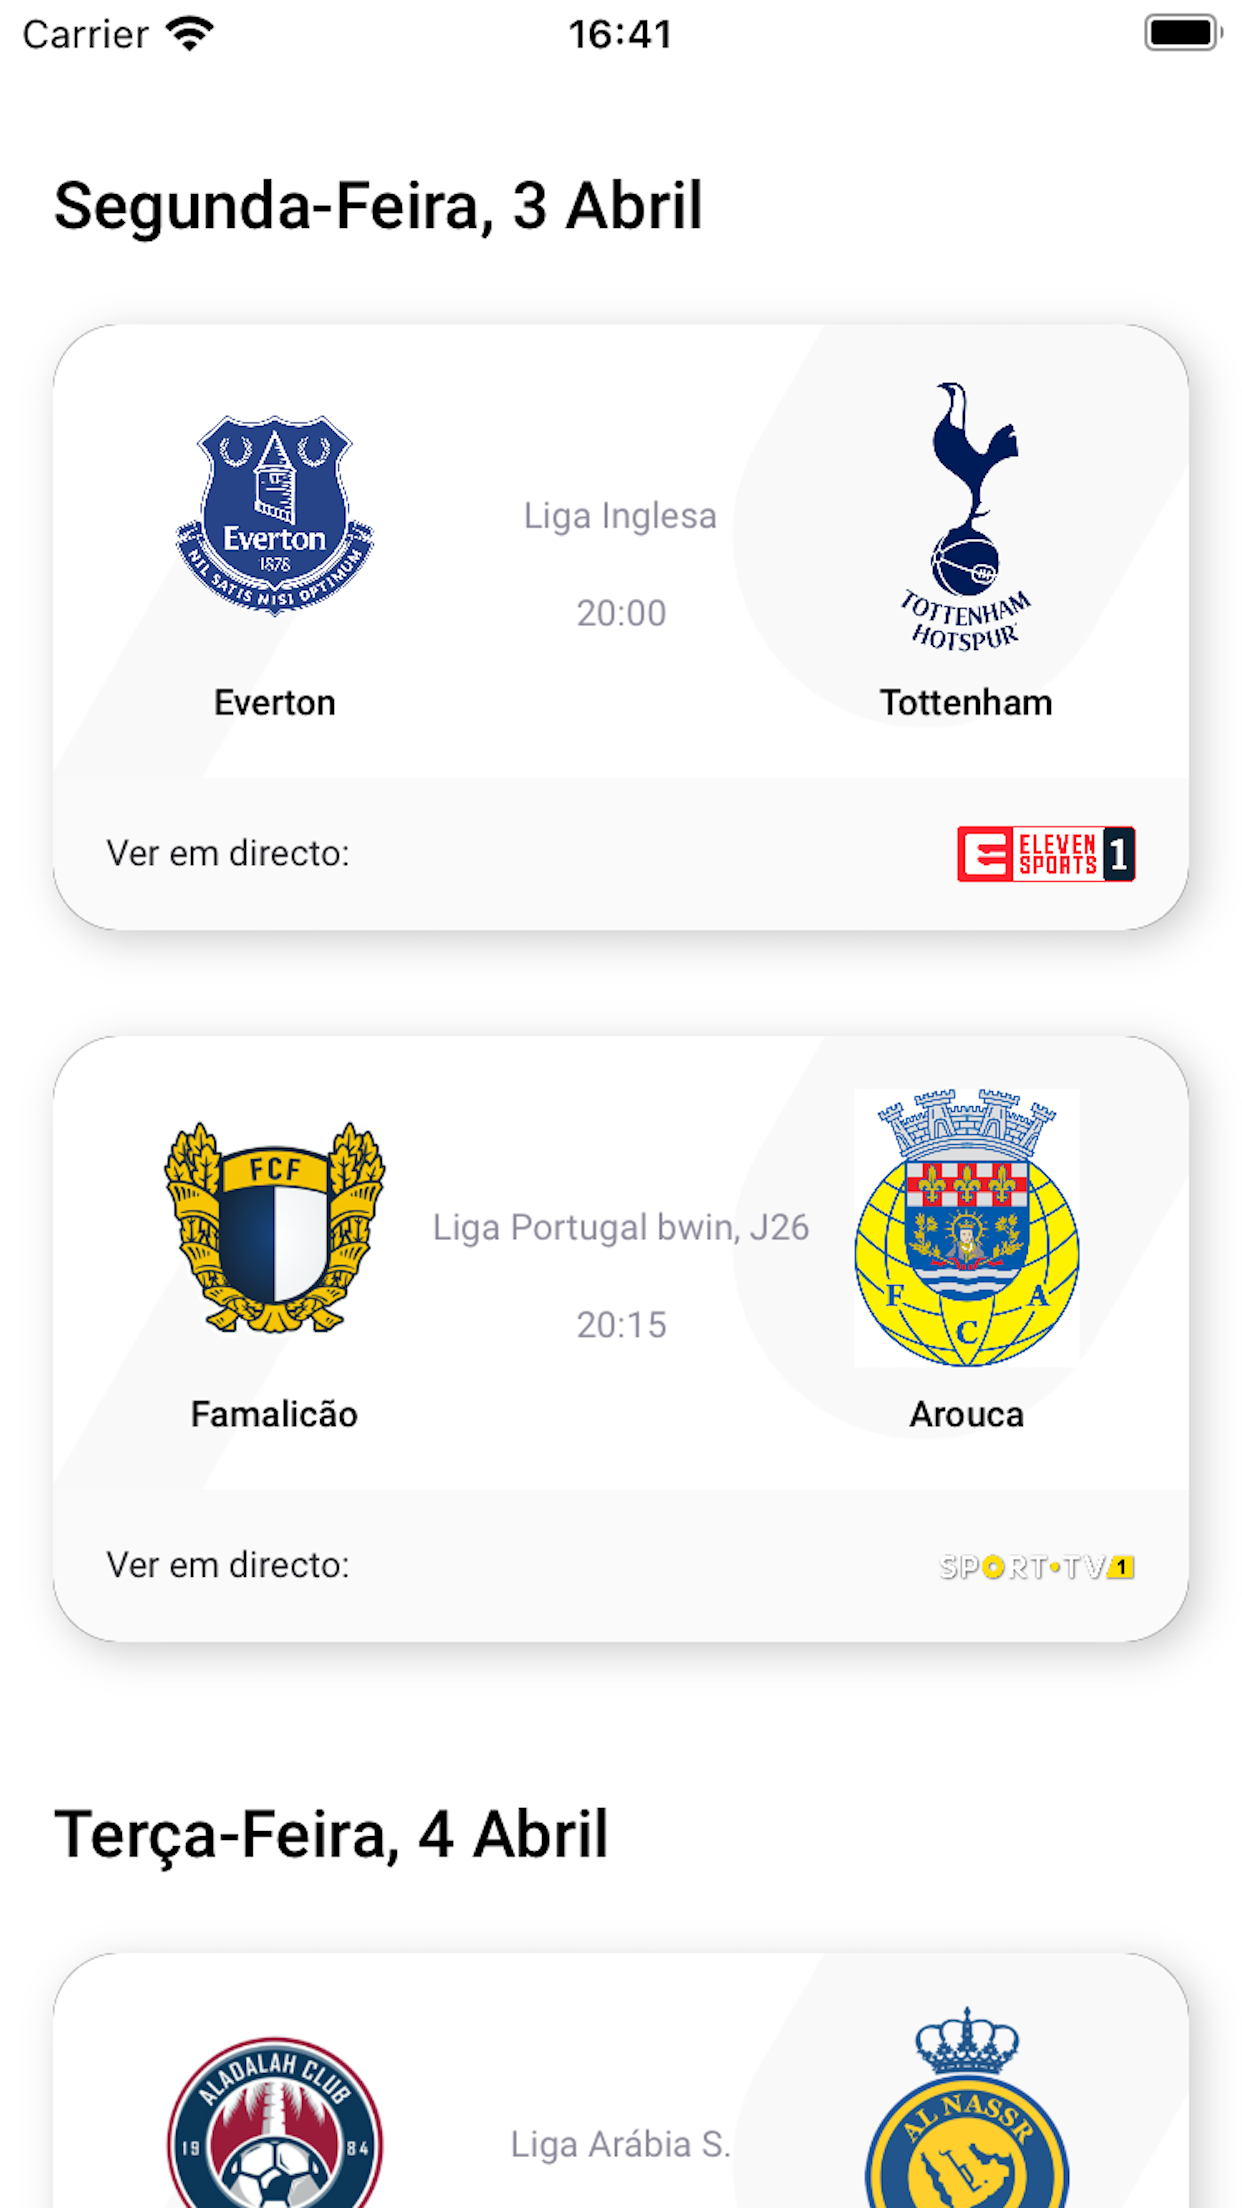 Carrier
16:41
Segunda-Feira, 3 Abril
Everton
1878
NIL SATIS NISI OPTIMUM
Liga Inglesa
20:00
TOTTENHAM
HOTSPUR
Everton
Tottenham
Ver em directo:
ELEVEN
SPORTS
1
FCF
Liga Portugal bwin, J26
20:15
F C A
Famalicão
Arouca
Ver em directo:
SPORT•TV 1
Terça-Feira, 4 Abril
ALADALAH CLUB
19 84
Liga Arábia S.
AL NASSR